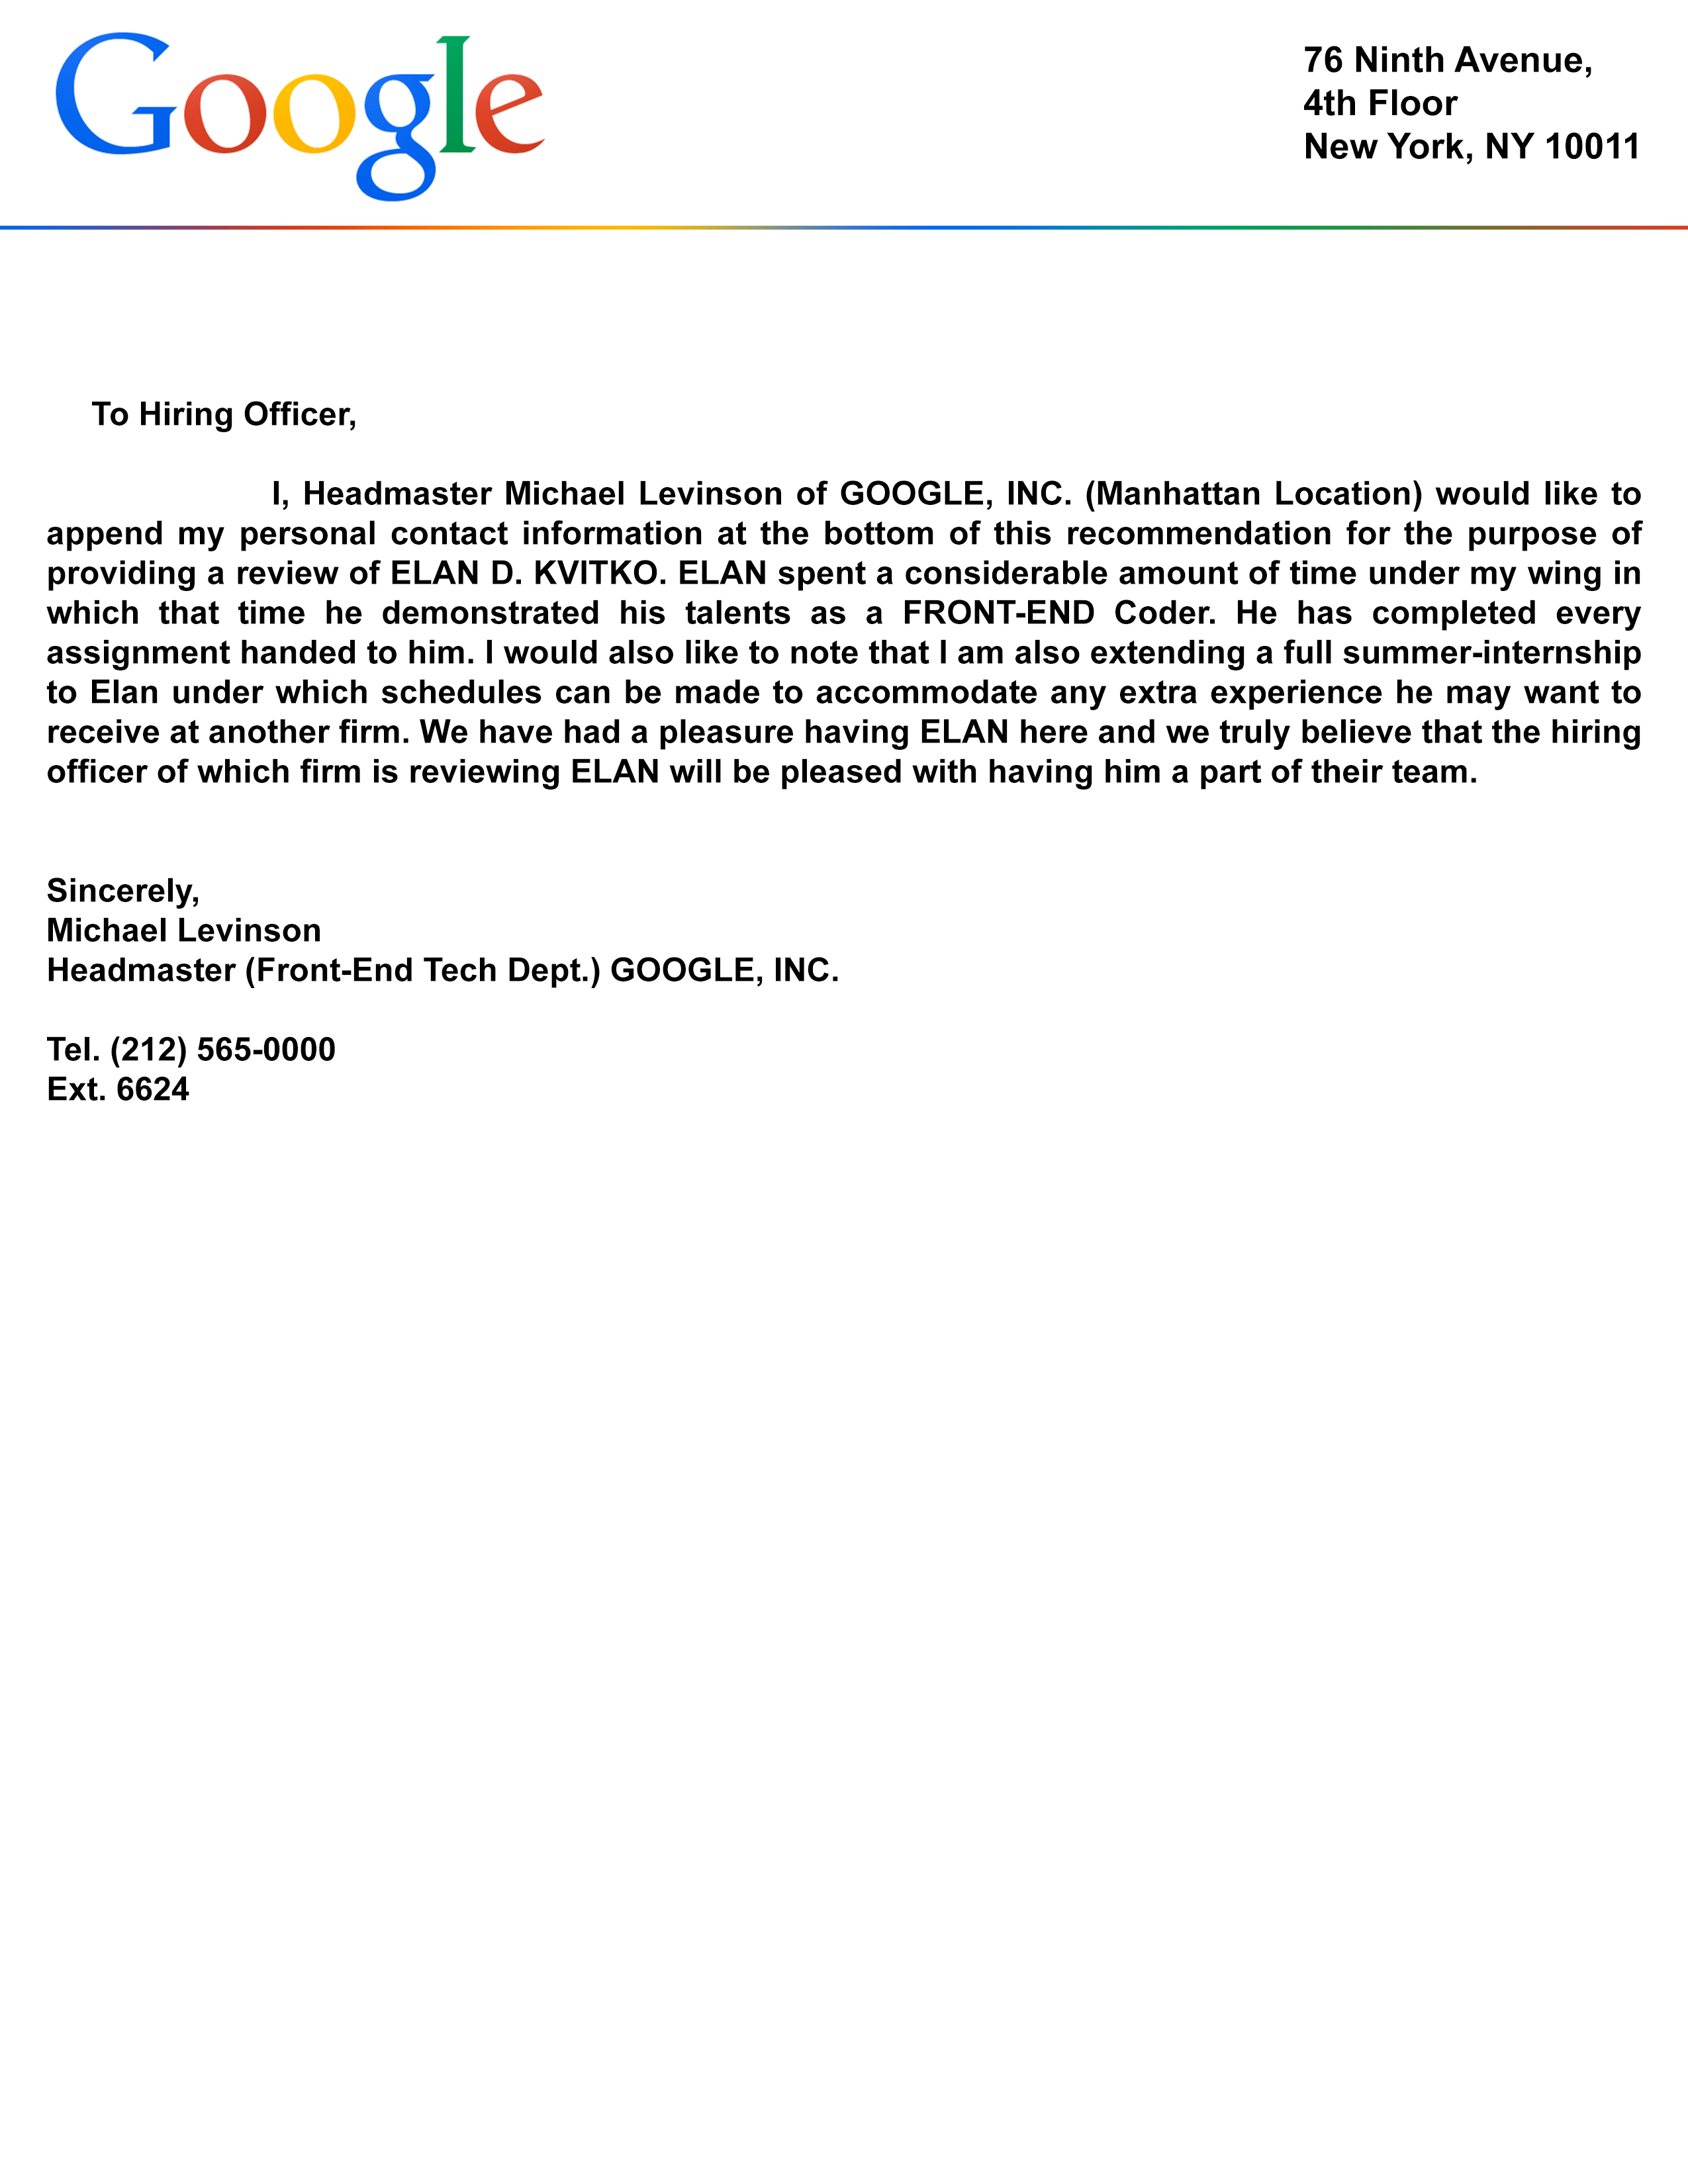 Google
76 Ninth Avenue,
4th Floor
New York, NY 10011
To Hiring Officer,
I, Headmaster Michael Levinson of GOOGLE, INC. (Manhattan Location) would like to
append my personal contact information at the bottom of this recommendation for the purpose of
providing a review of ELAN D. KVITKO. ELAN spent a considerable amount of time under my wing in
which that time he demonstrated his talents as a FRONT-END Coder. He has completed every
assignment handed to him. I would also like to note that I am also extending a full summer-internship
to Elan under which schedules can be made to accommodate any extra experience he may want to
receive at another firm. We have had a pleasure having ELAN here and we truly believe that the hiring
officer of which firm is reviewing ELAN will be pleased with having him a part of their team.
Sincerely,
Michael Levinson
Headmaster (Front-End Tech Dept.) GOOGLE, INC.
Tel. (212) 565-0000
Ext. 6624